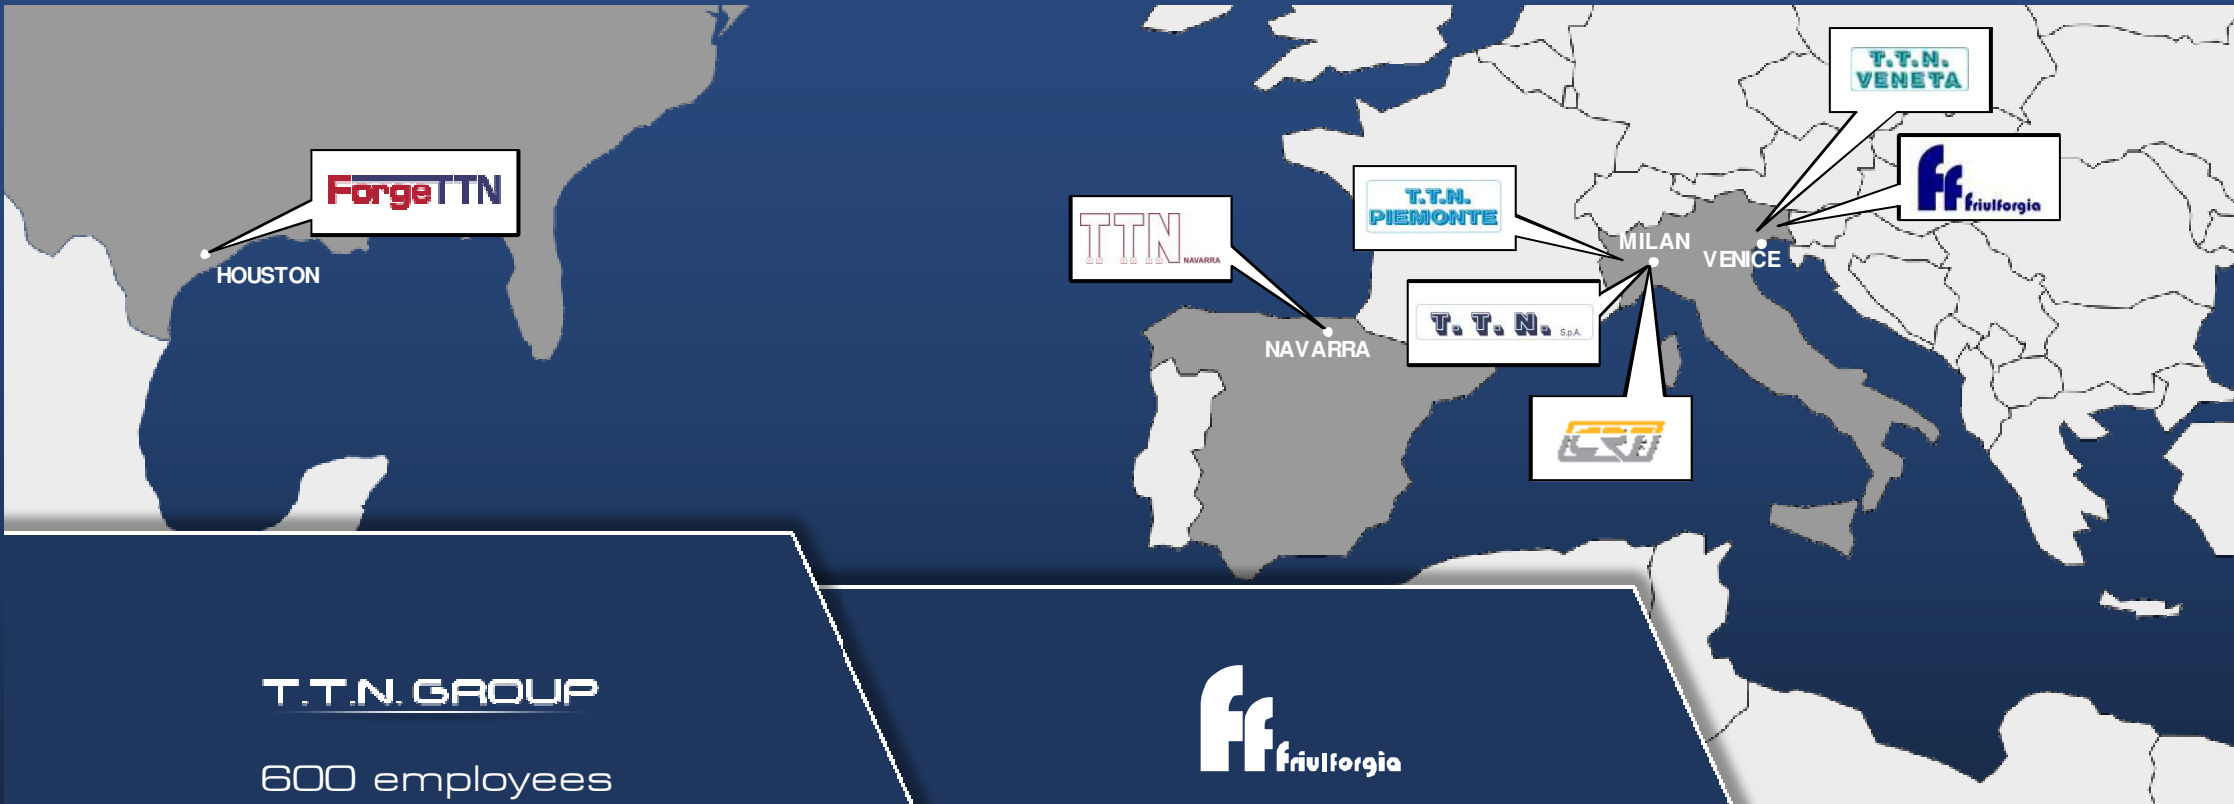 T.T.N.
VENETA
ff friulforgia
ForgeTTN
T.T.N.
PIEMONTE
TTN NAVARRA
MILAN
VENICE
HOUSTON
T. T. N. S.p.A.
NAVARRA
T.T.N. GROUP
ff friulforgia
600 employees